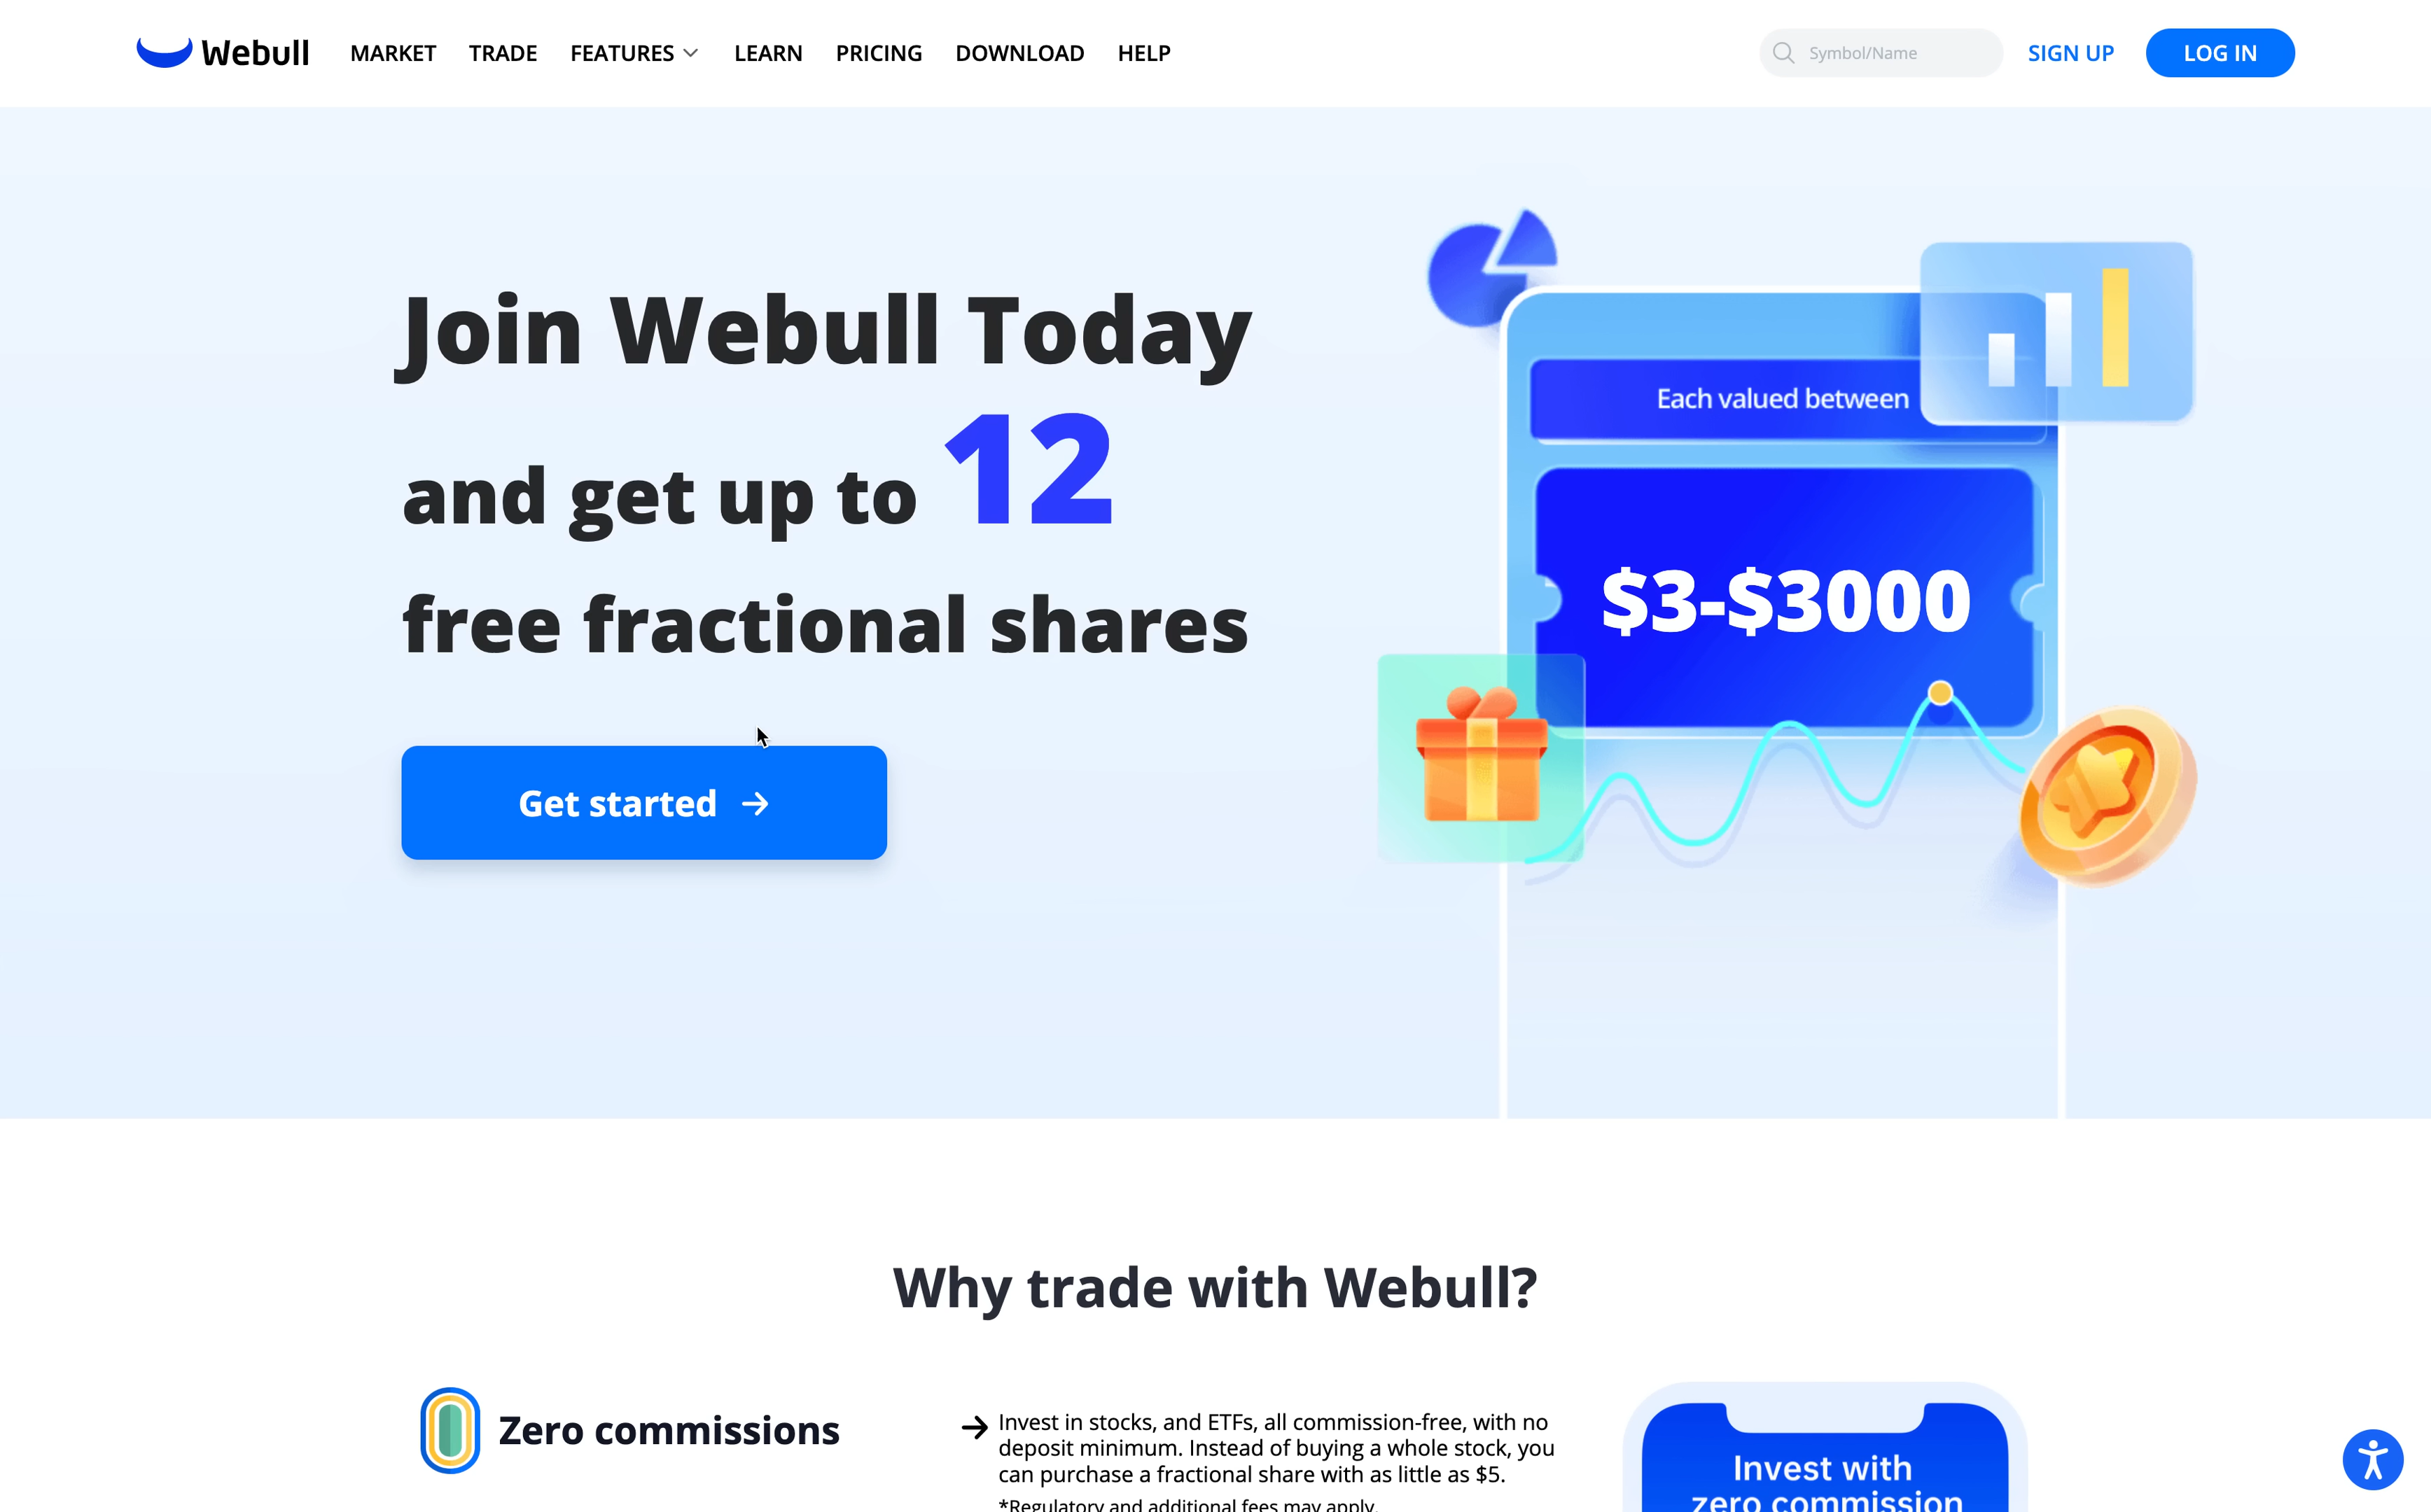 Webull MARKET TRADE FEATURES LEARN PRICING DOWNLOAD HELP Symbol/Name SIGN UP LOG IN
Join Webull Today
and get up to 12
free fractional shares
Get started
Each valued between
$3-$3000
Why trade with Webull?
Zero commissions
Invest in stocks, and ETFs, all commission-free, with no
deposit minimum. Instead of buying a whole stock, you
can purchase a fractional share with as little as $5.
*Regulatory and additional fees may apply.
Invest with
zero commission